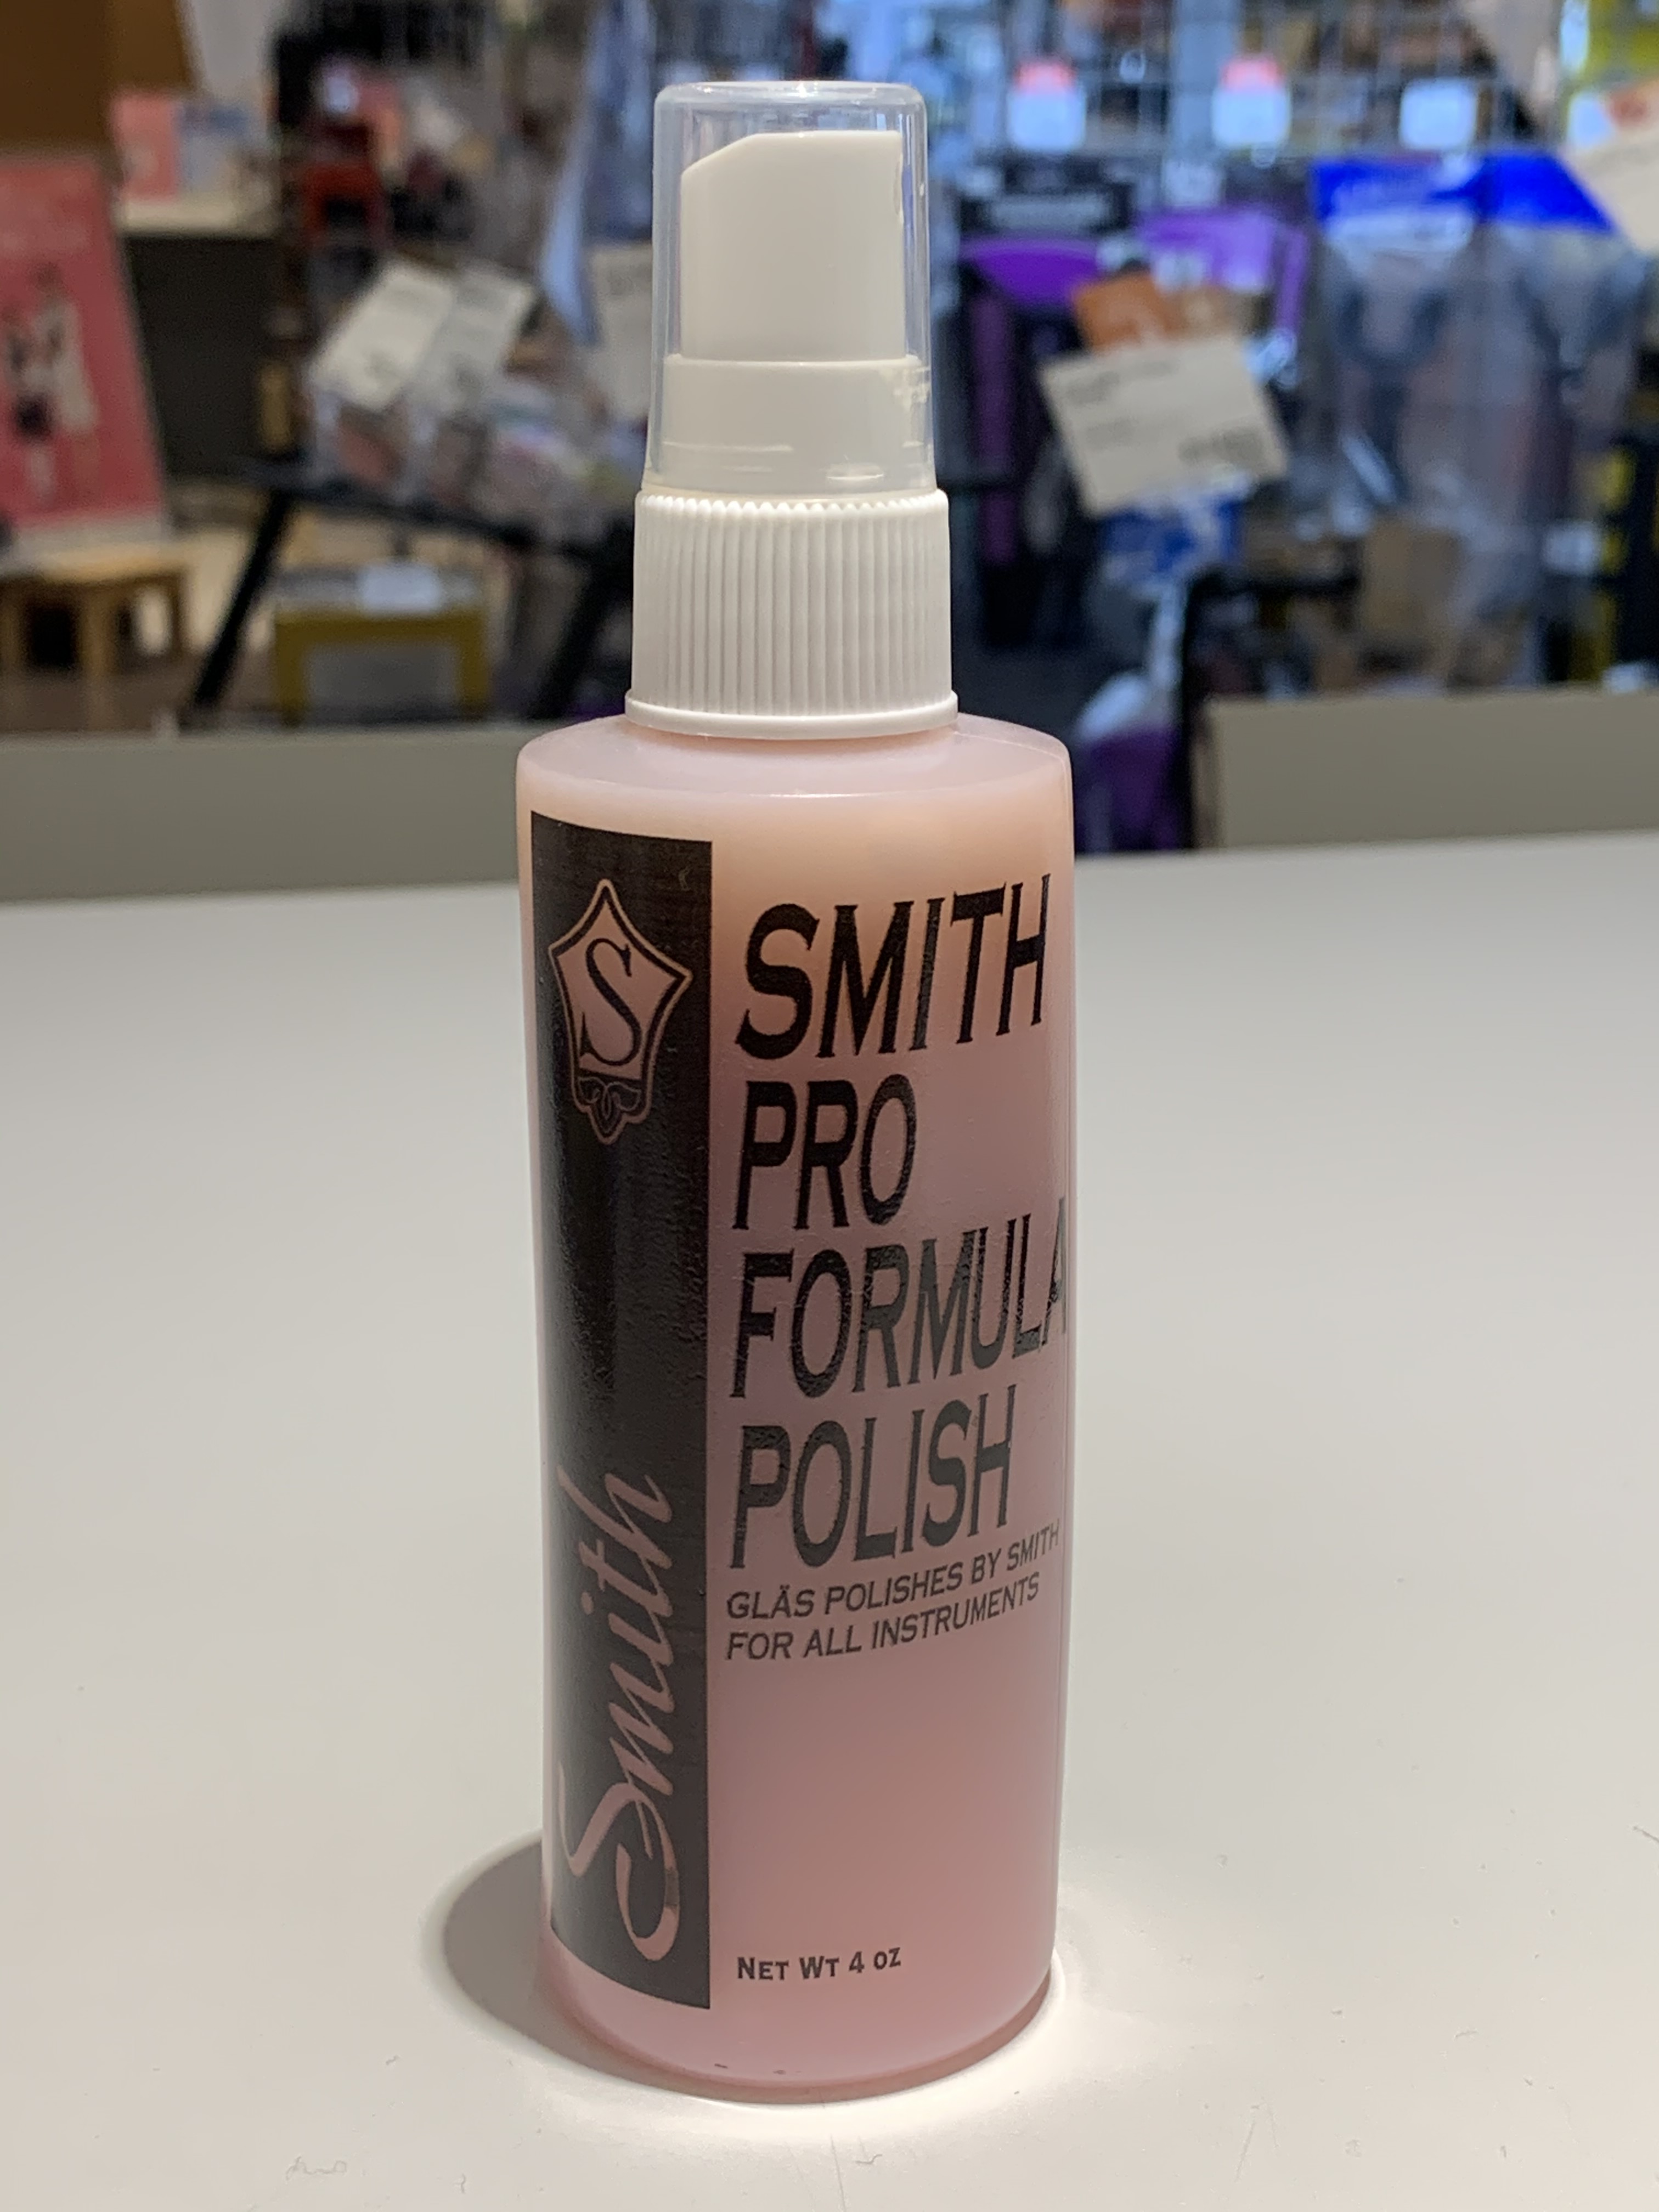 S
Smith
SMITH
PRO
FORMULA
POLISH
GLÄS POLISHES BY SMITH
FOR ALL INSTRUMENTS
NET WT 4 OZ